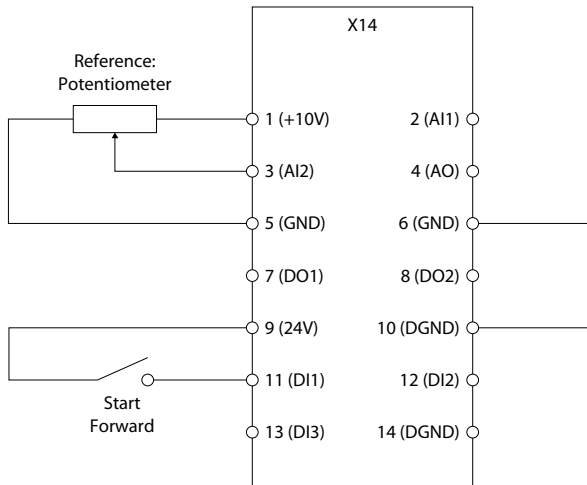 X14
Reference:
Potentiometer
1 (+10V)
2 (AI1)
3 (AI2)
4 (AO)
5 (GND)
6 (GND)
7 (DO1)
8 (DO2)
9 (24V)
10 (DGND)
11 (DI1)
12 (DI2)
Start
Forward
13 (DI3)
14 (DGND)